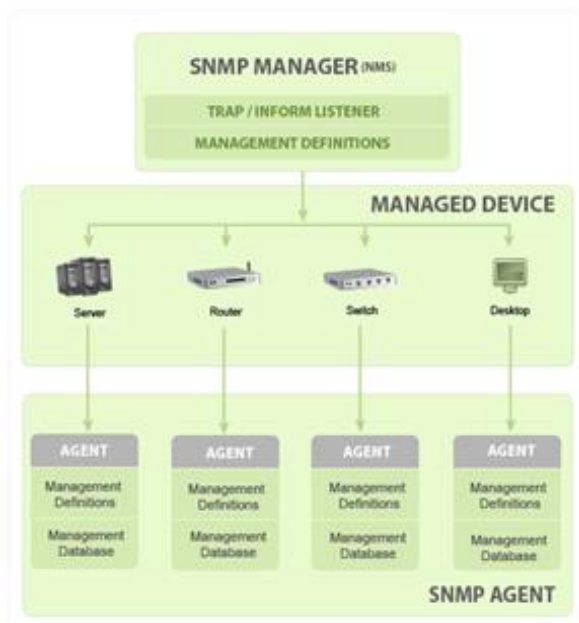 SNMP MANAGER (NMS)
TRAP / INFORM LISTENER
MANAGEMENT DEFINITIONS
MANAGED DEVICE
Server
Router
Switch
Desktop
AGENT
Management
Definitions
Management
Database
AGENT
Management
Definitions
Management
Database
AGENT
Management
Definitions
Management
Database
AGENT
Management
Definitions
Management
Database
SNMP AGENT